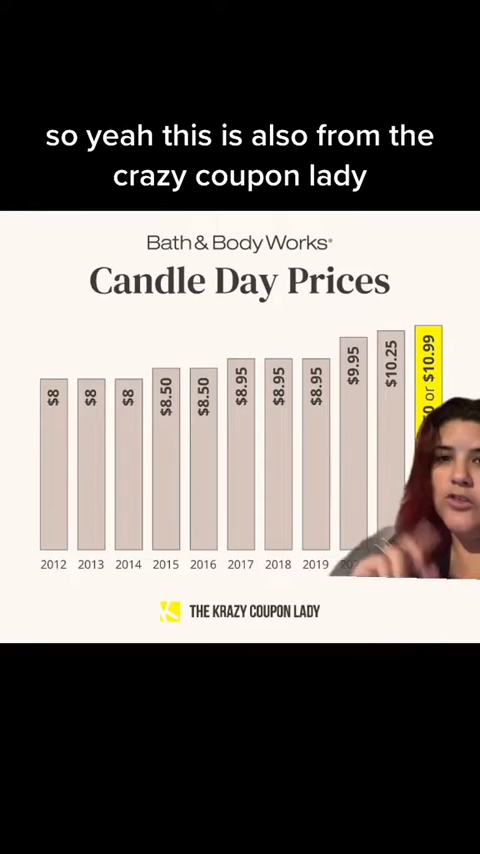 so yeah this is also from the
crazy coupon lady
Bath & Body Works®
Candle Day Prices
$8
$8
$8
$8.50
$8.50
$8.95
$8.95
$8.95
$9.95
$10.25
or $10.99
2012 2013 2014 2015 2016 2017 2018 2019
THE KRAZY COUPON LADY